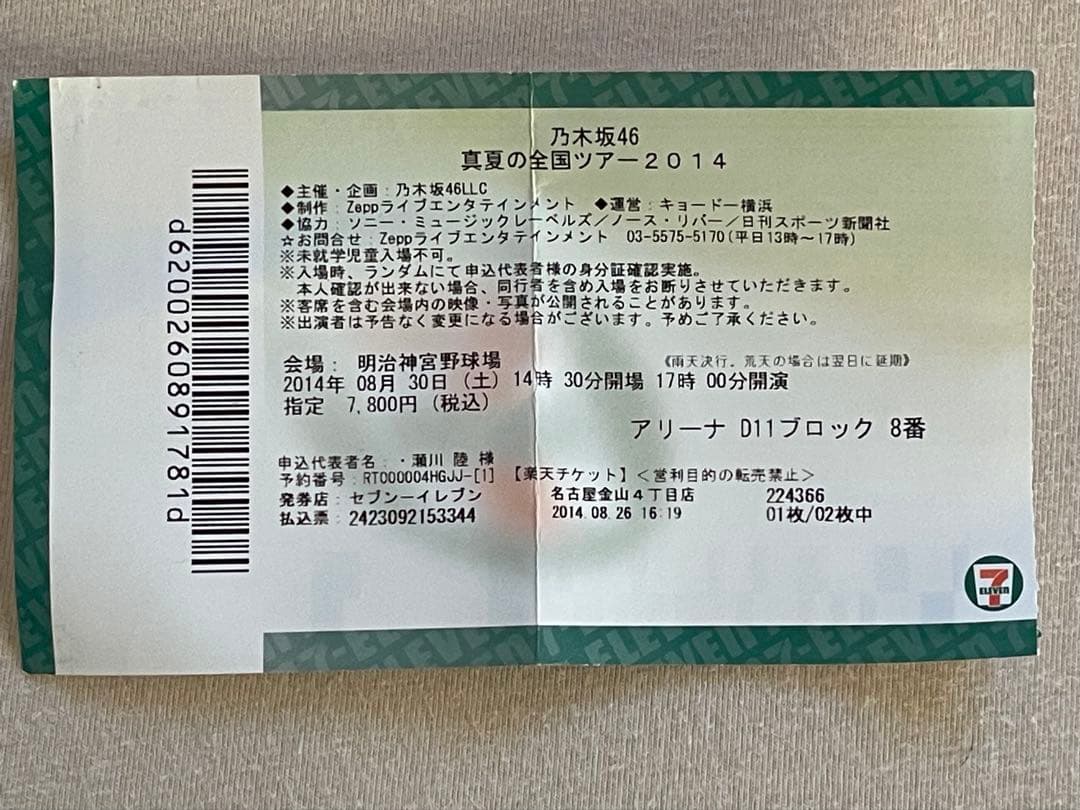 乃木坂46
真夏の全国ツアー2014
◆主催・企画:乃木坂46LLC
◆制作:Zeppライブエンタテインメント ◆運営:キョードー横浜
◆協力:ソニー・ミュージックレーベルズ/ノース・リバー/日刊スポーツ新聞社
☆お問合せ:Zeppライブエンタテインメント 03-5575-5170(平日13時~17時)
※未就学児童入場不可。
※入場時、ランダムにて申込代表者様の身分証確認実施。
本人確認が出来ない場合、同行者を含め入場をお断りさせていただきます。
※客席を含む会場内の映像・写真が公開されることがあります。
※出演者は予告なく変更になる場合がございます。予めご了承ください。
会場: 明治神宮野球場 《雨天決行。荒天の場合は翌日に延期》
2014年 08月 30日 (土) 14時 30分開場 17時 00分開演
指定 7,800円 (税込)
アリーナ D11ブロック 8番
申込代表者名:・瀬川 陸 様
予約番号:RT000004HGJJ-[1] 【楽天チケット】<営利目的の転売禁止>
発券店:セブン-イレブン 名古屋金山4丁目店 224366
払込票:2423092153344 2014.08.26 16:19 01枚/02枚中
d6200260891781d
7-ELEVEN